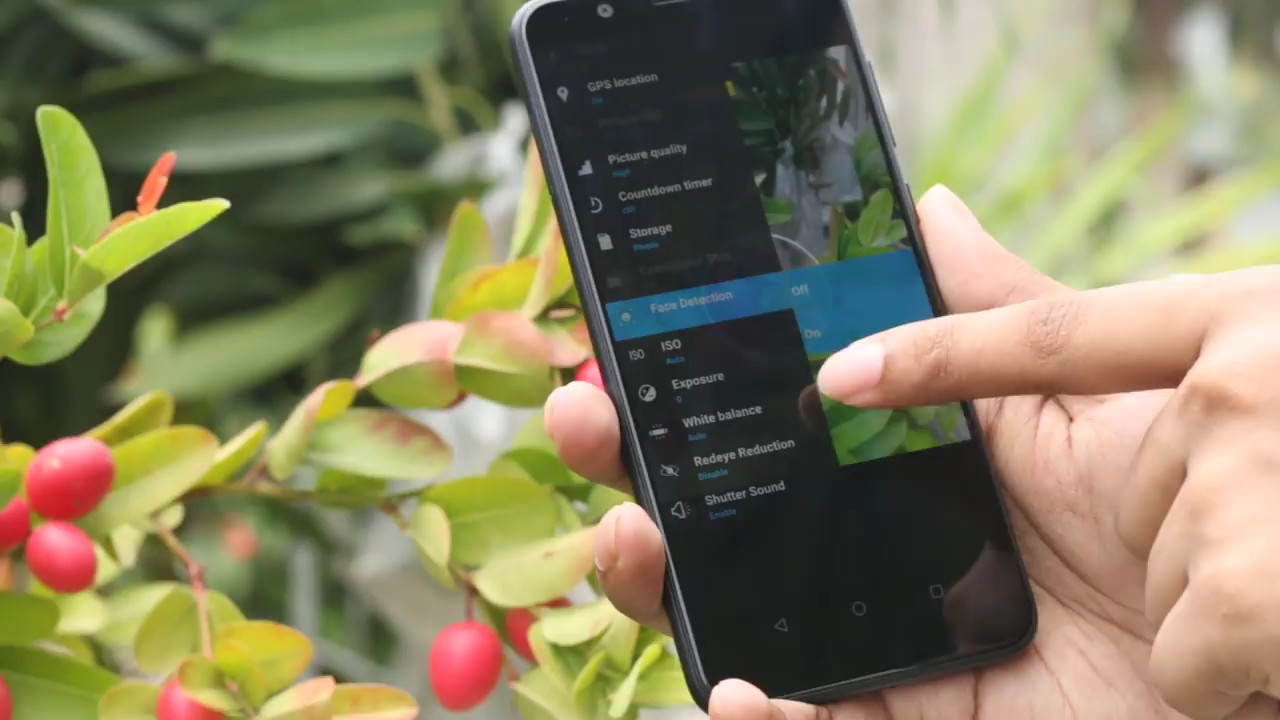 GPS location
On
Picture quality
High
Countdown timer
Off
Storage
Phone
Face Detection
Off
On
ISO
ISO
Auto
Exposure
0
White balance
Auto
Redeye Reduction
Disable
Shutter Sound
Enable